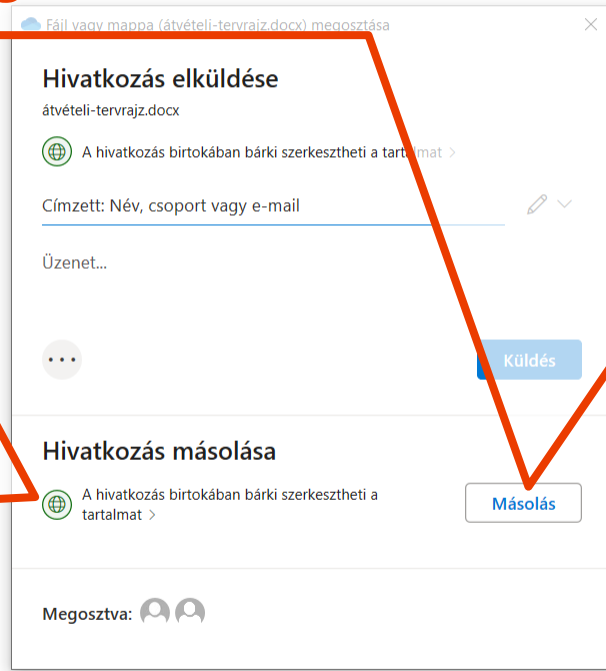 Fájl vagy mappa (átvételi-tervrajz.docx) megosztása
Hivatkozás elküldése
átvételi-tervrajz.docx
A hivatkozás birtokában bárki szerkesztheti a tartalmat >
Címzett: Név, csoport vagy e-mail
Üzenet...
Küldés
Hivatkozás másolása
A hivatkozás birtokában bárki szerkesztheti a
tartalmat >
Másolás
Megosztva: